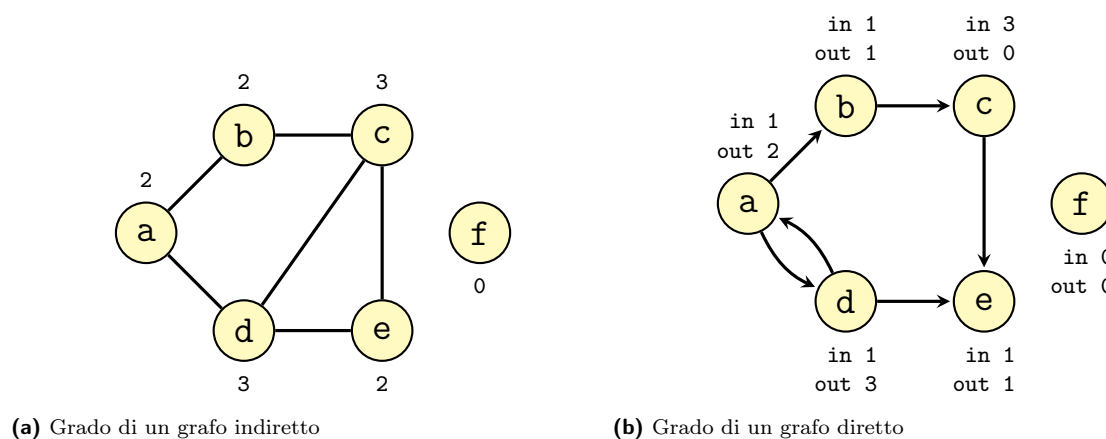 2
3
b
c
2
a
f
0
d
e
3
2
(a) Grado di un grafo indiretto
in 1
out 1
in 3
out 0
b
c
in 1
out 2
a
f
in 0
out 0
d
e
in 1
out 3
in 1
out 1
(b) Grado di un grafo diretto